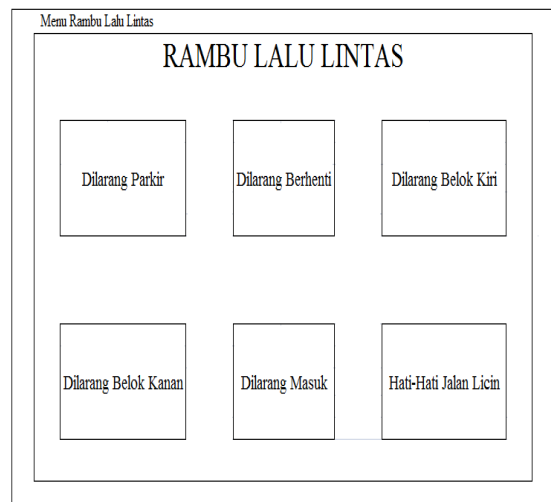 Menu Rambu Lalu Lintas
RAMBU LALU LINTAS
Dilarang Parkir
Dilarang Berhenti
Dilarang Belok Kiri
Dilarang Belok Kanan
Dilarang Masuk
Hati-Hati Jalan Licin